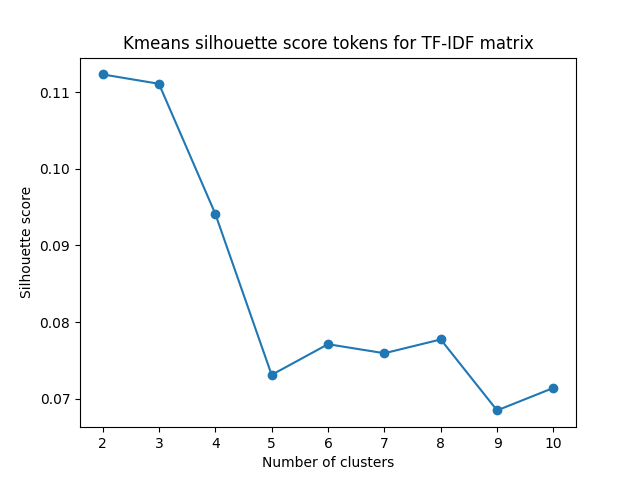 Kmeans silhouette score tokens for TF-IDF matrix
0.11
0.10
0.09
0.08
0.07
Silhouette score
2 3 4 5 6 7 8 9 10
Number of clusters